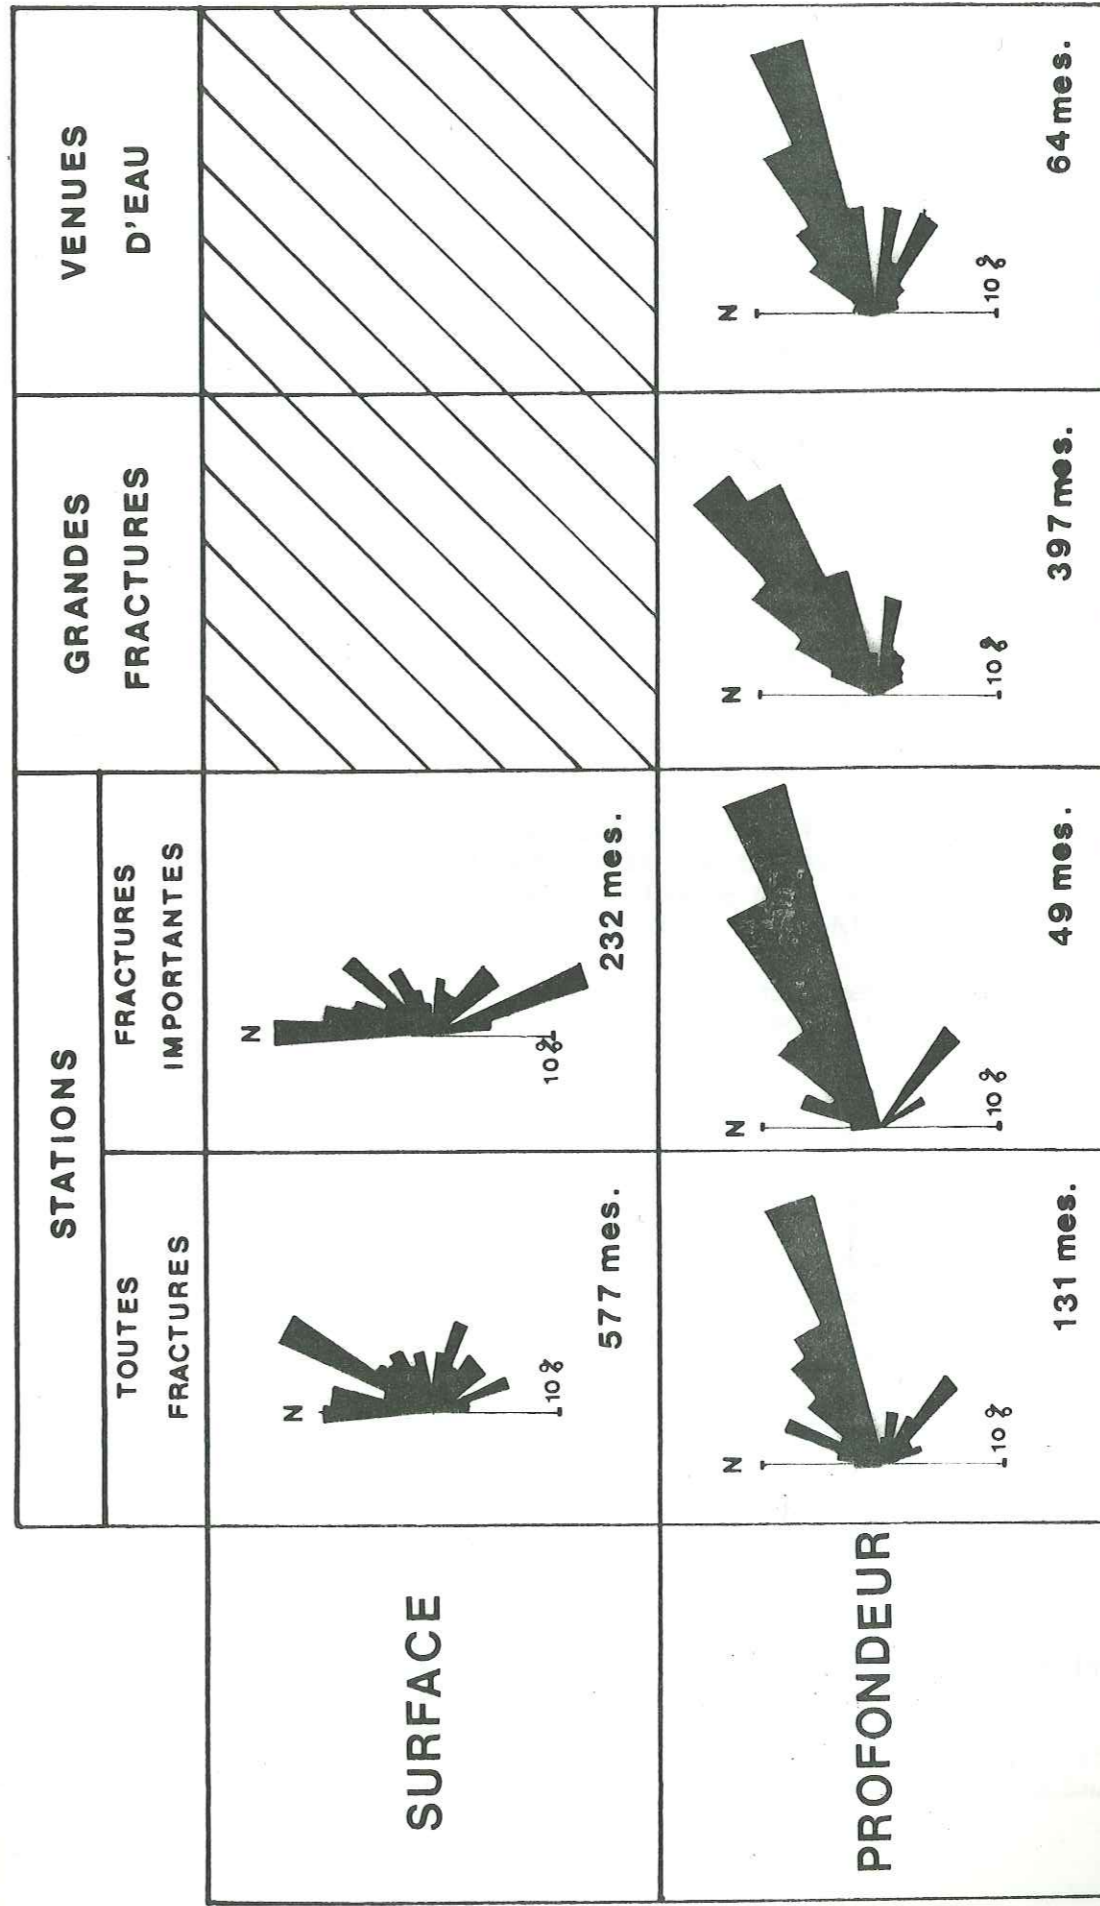 STATIONS
GRANDES
FRACTURES
VENUES
D'EAU
TOUTES
FRACTURES
FRACTURES
IMPORTANTES
SURFACE
N
10%
577 mes.
N
10%
232 mes.
PROFONDEUR
N
10%
131 mes.
N
10%
49 mes.
N
10%
397 mes.
N
10%
64 mes.